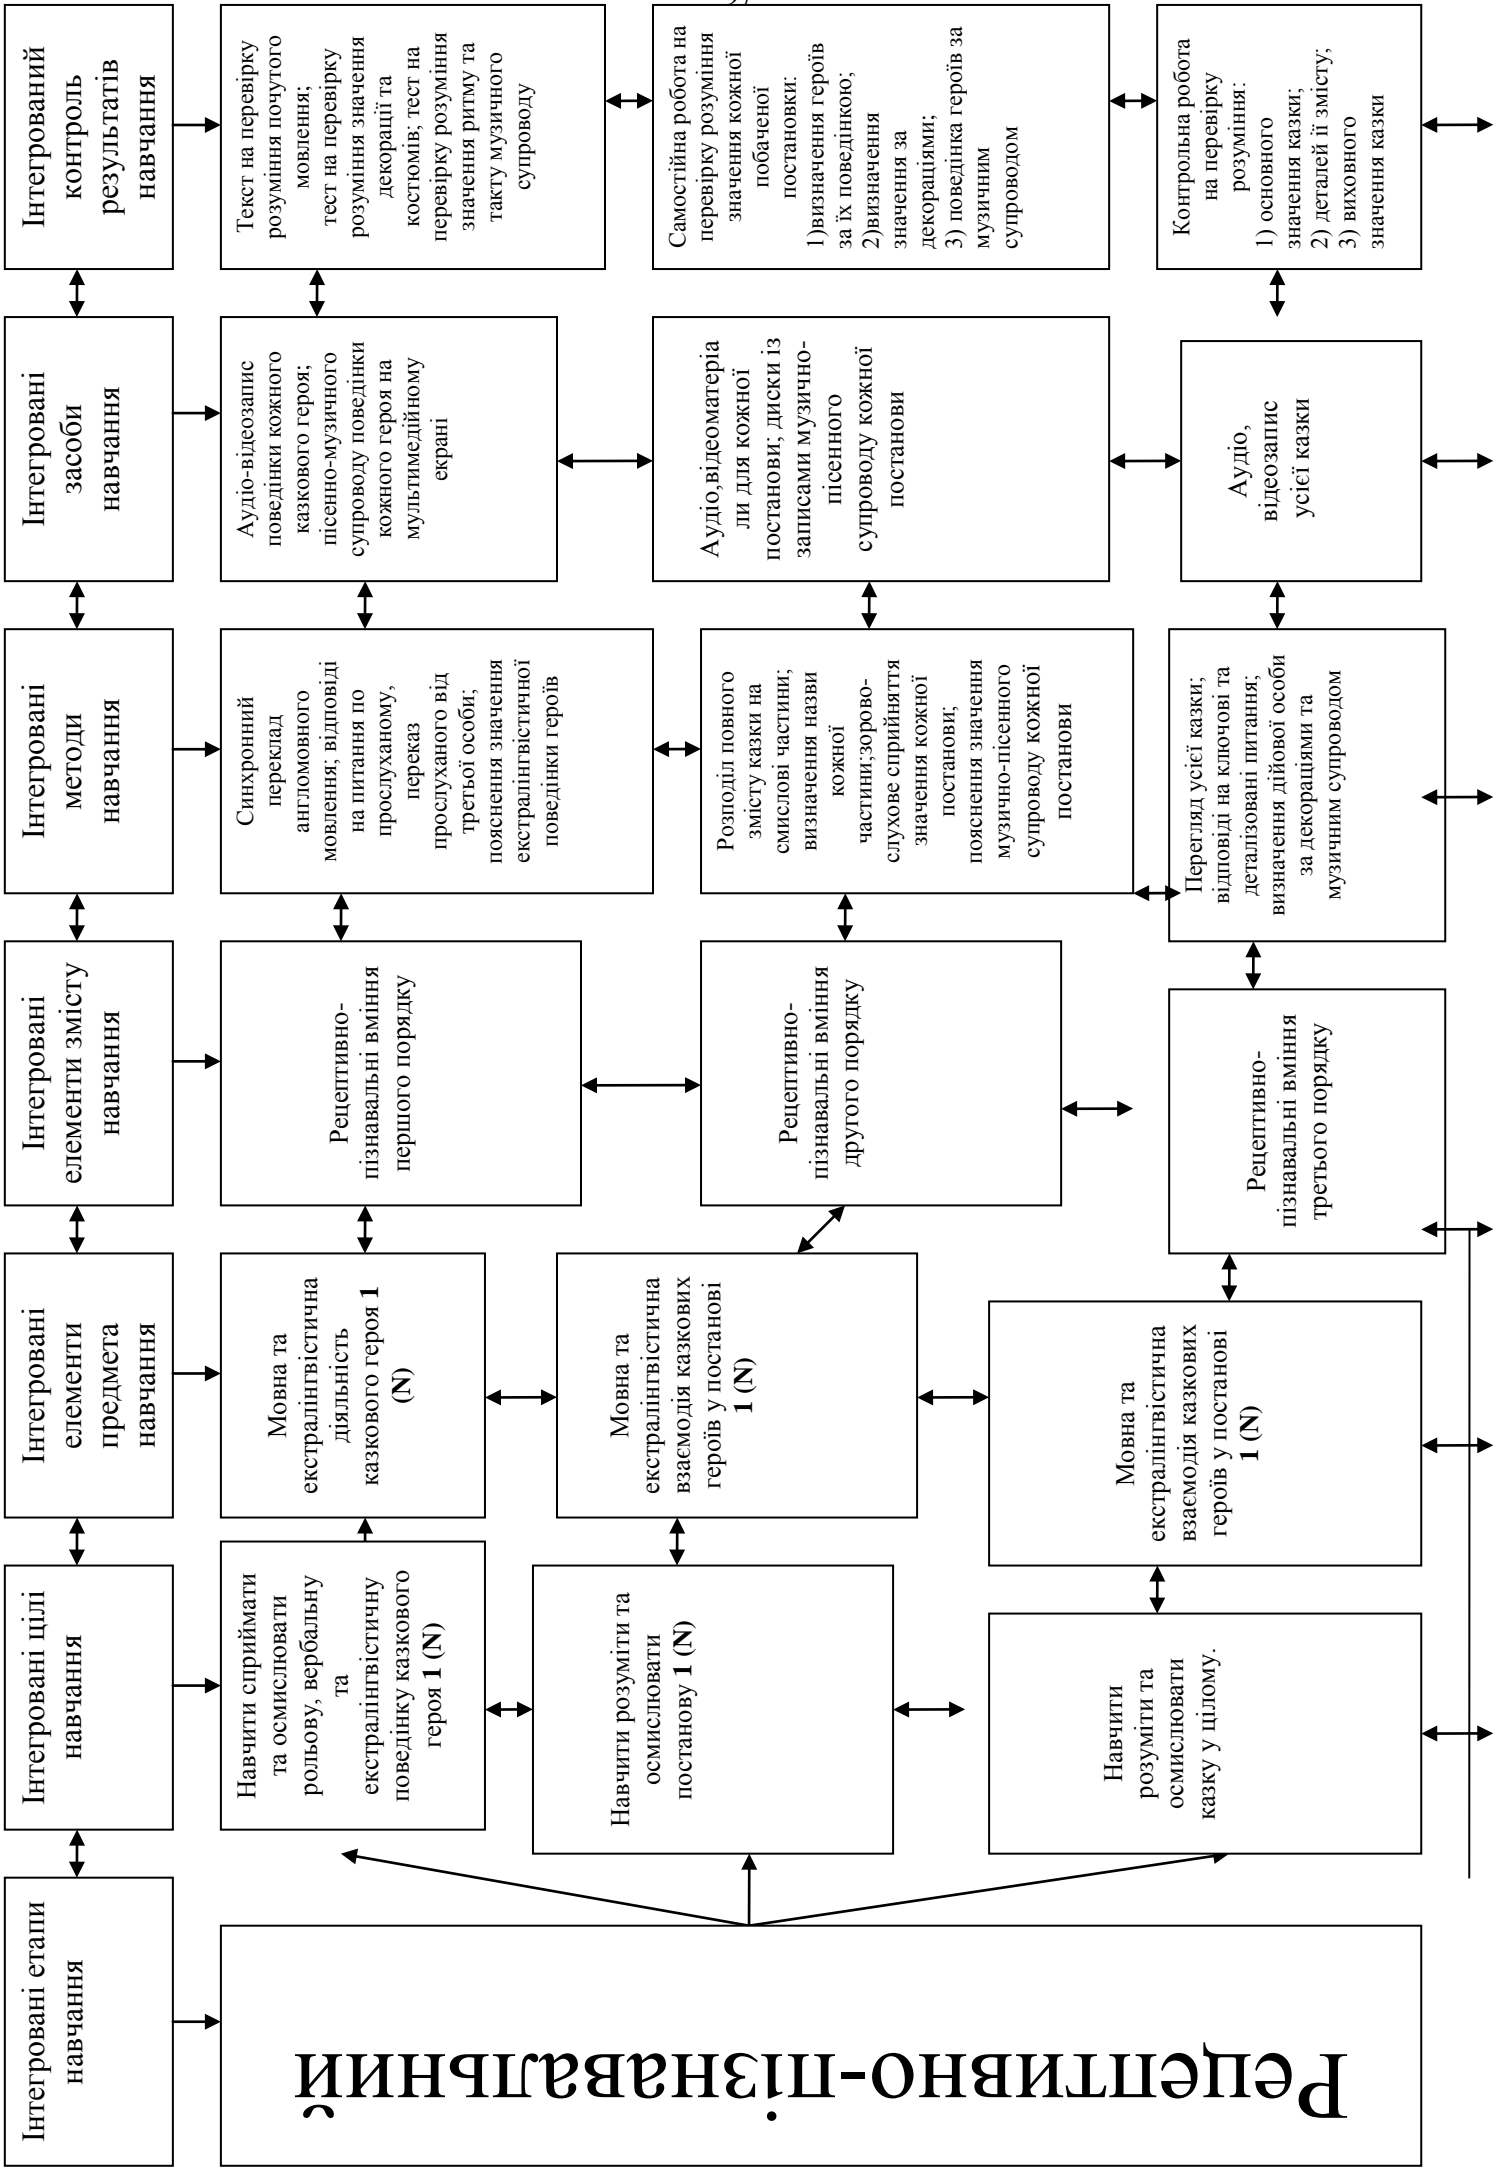 Інтегровані етапи
навчання
Інтегровані цілі
навчання
Інтегровані
елементи
предмета
навчання
Інтегровані
елементи змісту
навчання
Інтегровані
методи
навчання
Інтегровані
засоби
навчання
Інтегрований
контроль
результатів
навчання
Рецептивно-пізнавальний
Навчити сприймати
та осмислювати
рольову, вербальну
та
екстралінгвістичну
поведінку казкового
героя 1 (N)
Мовна та
екстралінгвістична
діяльність
казкового героя 1
(N)
Рецептивно-
пізнавальні вміння
першого порядку
Синхронний
переклад
англомовного
мовлення; відповіді
на питання по
прослуханому,
переказ
прослуханого від
третьої особи;
пояснення значення
екстралінгвістичної
поведінки героїв
Аудіо-відеозапис
поведінки кожного
казкового героя;
пісенно-музичного
супроводу поведінки
кожного героя на
мультимедійному
екрані
Текст на перевірку
розуміння почутого
мовлення;
тест на перевірку
розуміння значення
декорації та
костюмів; тест на
перевірку розуміння
значення ритму та
такту музичного
супроводу
Навчити розуміти та
осмислювати
постанову 1 (N)
Мовна та
екстралінгвістична
взаємодія казкових
героїв у постанові
1 (N)
Рецептивно-
пізнавальні вміння
другого порядку
Розподіл повного
змісту казки на
смислові частини;
визначення назви
кожної
частини;зорово-
слухове сприйняття
значення кожної
постанови;
пояснення значення
музично-пісенного
супроводу кожної
постанови
Аудіо,відеоматеріа
ли для кожної
постанови; диски із
записами музично-
пісенного
супроводу кожної
постанови
Самостійна робота на
перевірку розуміння
значення кожної
побаченої
постановки:
1)визначення героїв
за їх поведінкою;
2)визначення
значення за
декораціями;
3) поведінка героїв за
музичним
супроводом
Навчити
розуміти та
осмислювати
казку у цілому.
Мовна та
екстралінгвістична
взаємодія казкових
героїв у постанові
1 (N)
Рецептивно-
пізнавальні вміння
третього порядку
Перегляд усієї казки;
відповіді на ключові та
деталізовані питання;
визначення дійової особи
за декораціями та
музичним супроводом
Аудіо,
відеозапис
усієї казки
Контрольна робота
на перевірку
розуміння:
1) основного
значення казки;
2) деталей її змісту;
3) виховного
значення казки